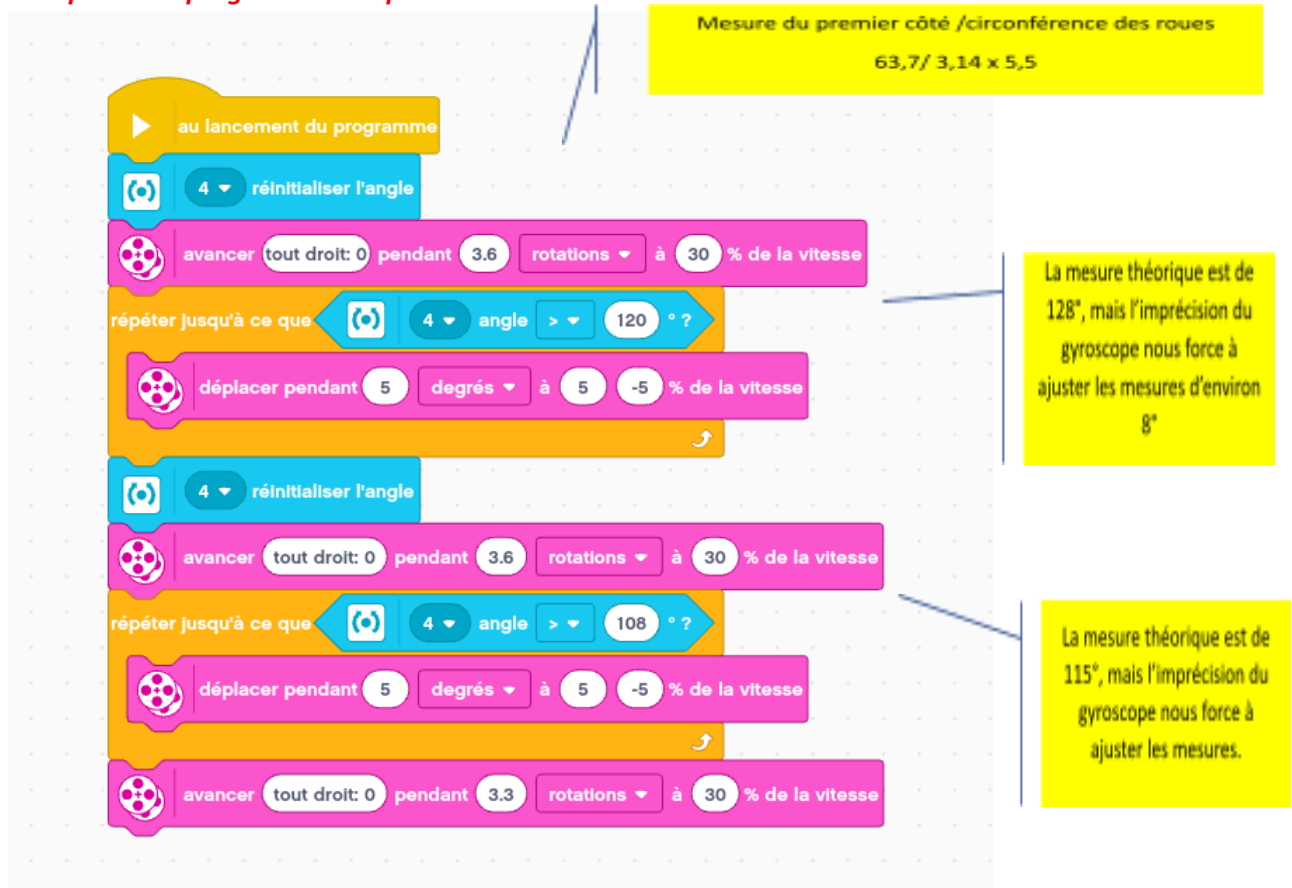 Mesure du premier côté /circonférence des roues
63,7/ 3,14 x 5,5
au lancement du programme
4 réinitialiser l'angle
avancer tout droit: 0 pendant 3.6 rotations à 30 % de la vitesse
répéter jusqu'à ce que 4 angle > 120 ° ?
déplacer pendant 5 degrés à 5 -5 % de la vitesse
La mesure théorique est de
128°, mais l'imprécision du
gyroscope nous force à
ajuster les mesures d'environ
8°
4 réinitialiser l'angle
avancer tout droit: 0 pendant 3.6 rotations à 30 % de la vitesse
répéter jusqu'à ce que 4 angle > 108 ° ?
déplacer pendant 5 degrés à 5 -5 % de la vitesse
La mesure théorique est de
115°, mais l'imprécision du
gyroscope nous force à
ajuster les mesures.
avancer tout droit: 0 pendant 3.3 rotations à 30 % de la vitesse